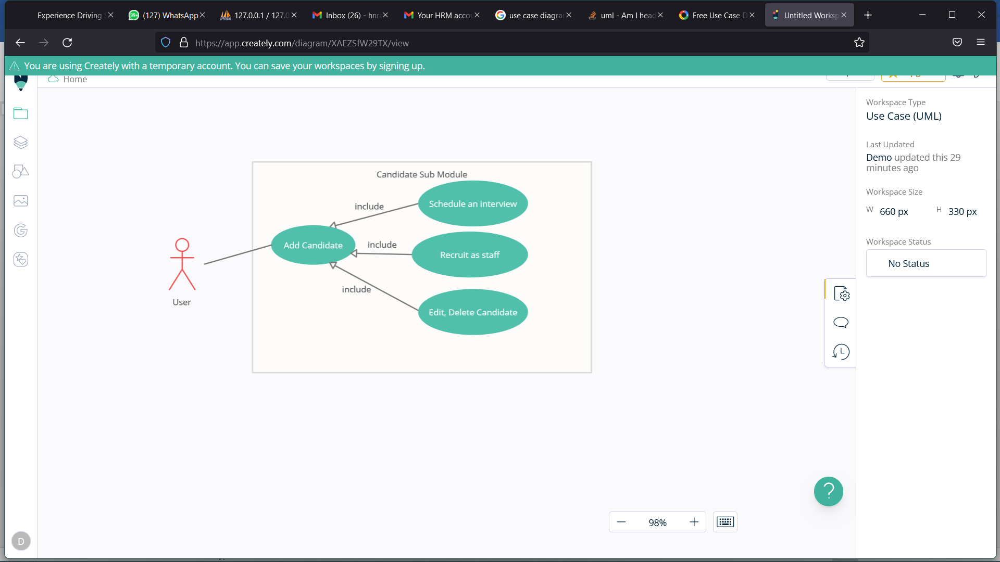 Experience Driving S
99+ (127) WhatsApp
127.0.0.1 / 127.0
Inbox (26) - hnra
Your HRM accou
use case diagra
uml - Am I head
Free Use Case D
Untitled Worksp
https://app.creately.com/diagram/XAEZSfW29TX/view
You are using Creately with a temporary account. You can save your workspaces by signing up.
Home
Workspace Type
Use Case (UML)
Last Updated
Demo updated this 29
minutes ago
Workspace Size
W 660 px H 330 px
Workspace Status
No Status
Candidate Sub Module
Schedule an interview
include
Add Candidate
include
Recruit as staff
include
Edit, Delete Candidate
User
?
98%
D